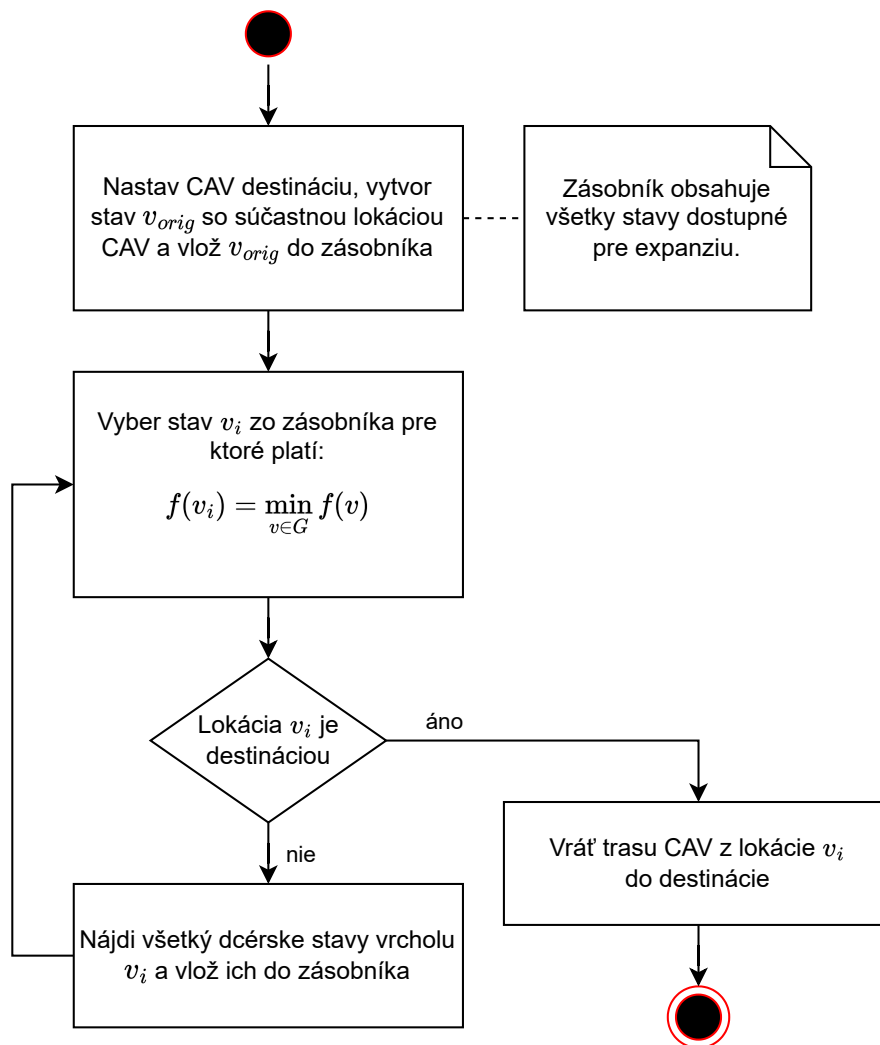 Nastav CAV destináciu, vytvor
stav v_{orig} so súčastnou lokáciou
CAV a vlož v_{orig} do zásobníka
Zásobník obsahuje
všetky stavy dostupné
pre expanziu.
Vyber stav v_i zo zásobníka pre
ktoré platí:
f(v_i) = min_{v∈G} f(v)
Lokácia v_i je
destináciou
áno
nie
Vráť trasu CAV z lokácie v_i
do destinácie
Nájdi všetký dcérske stavy vrcholu
v_i a vlož ich do zásobníka